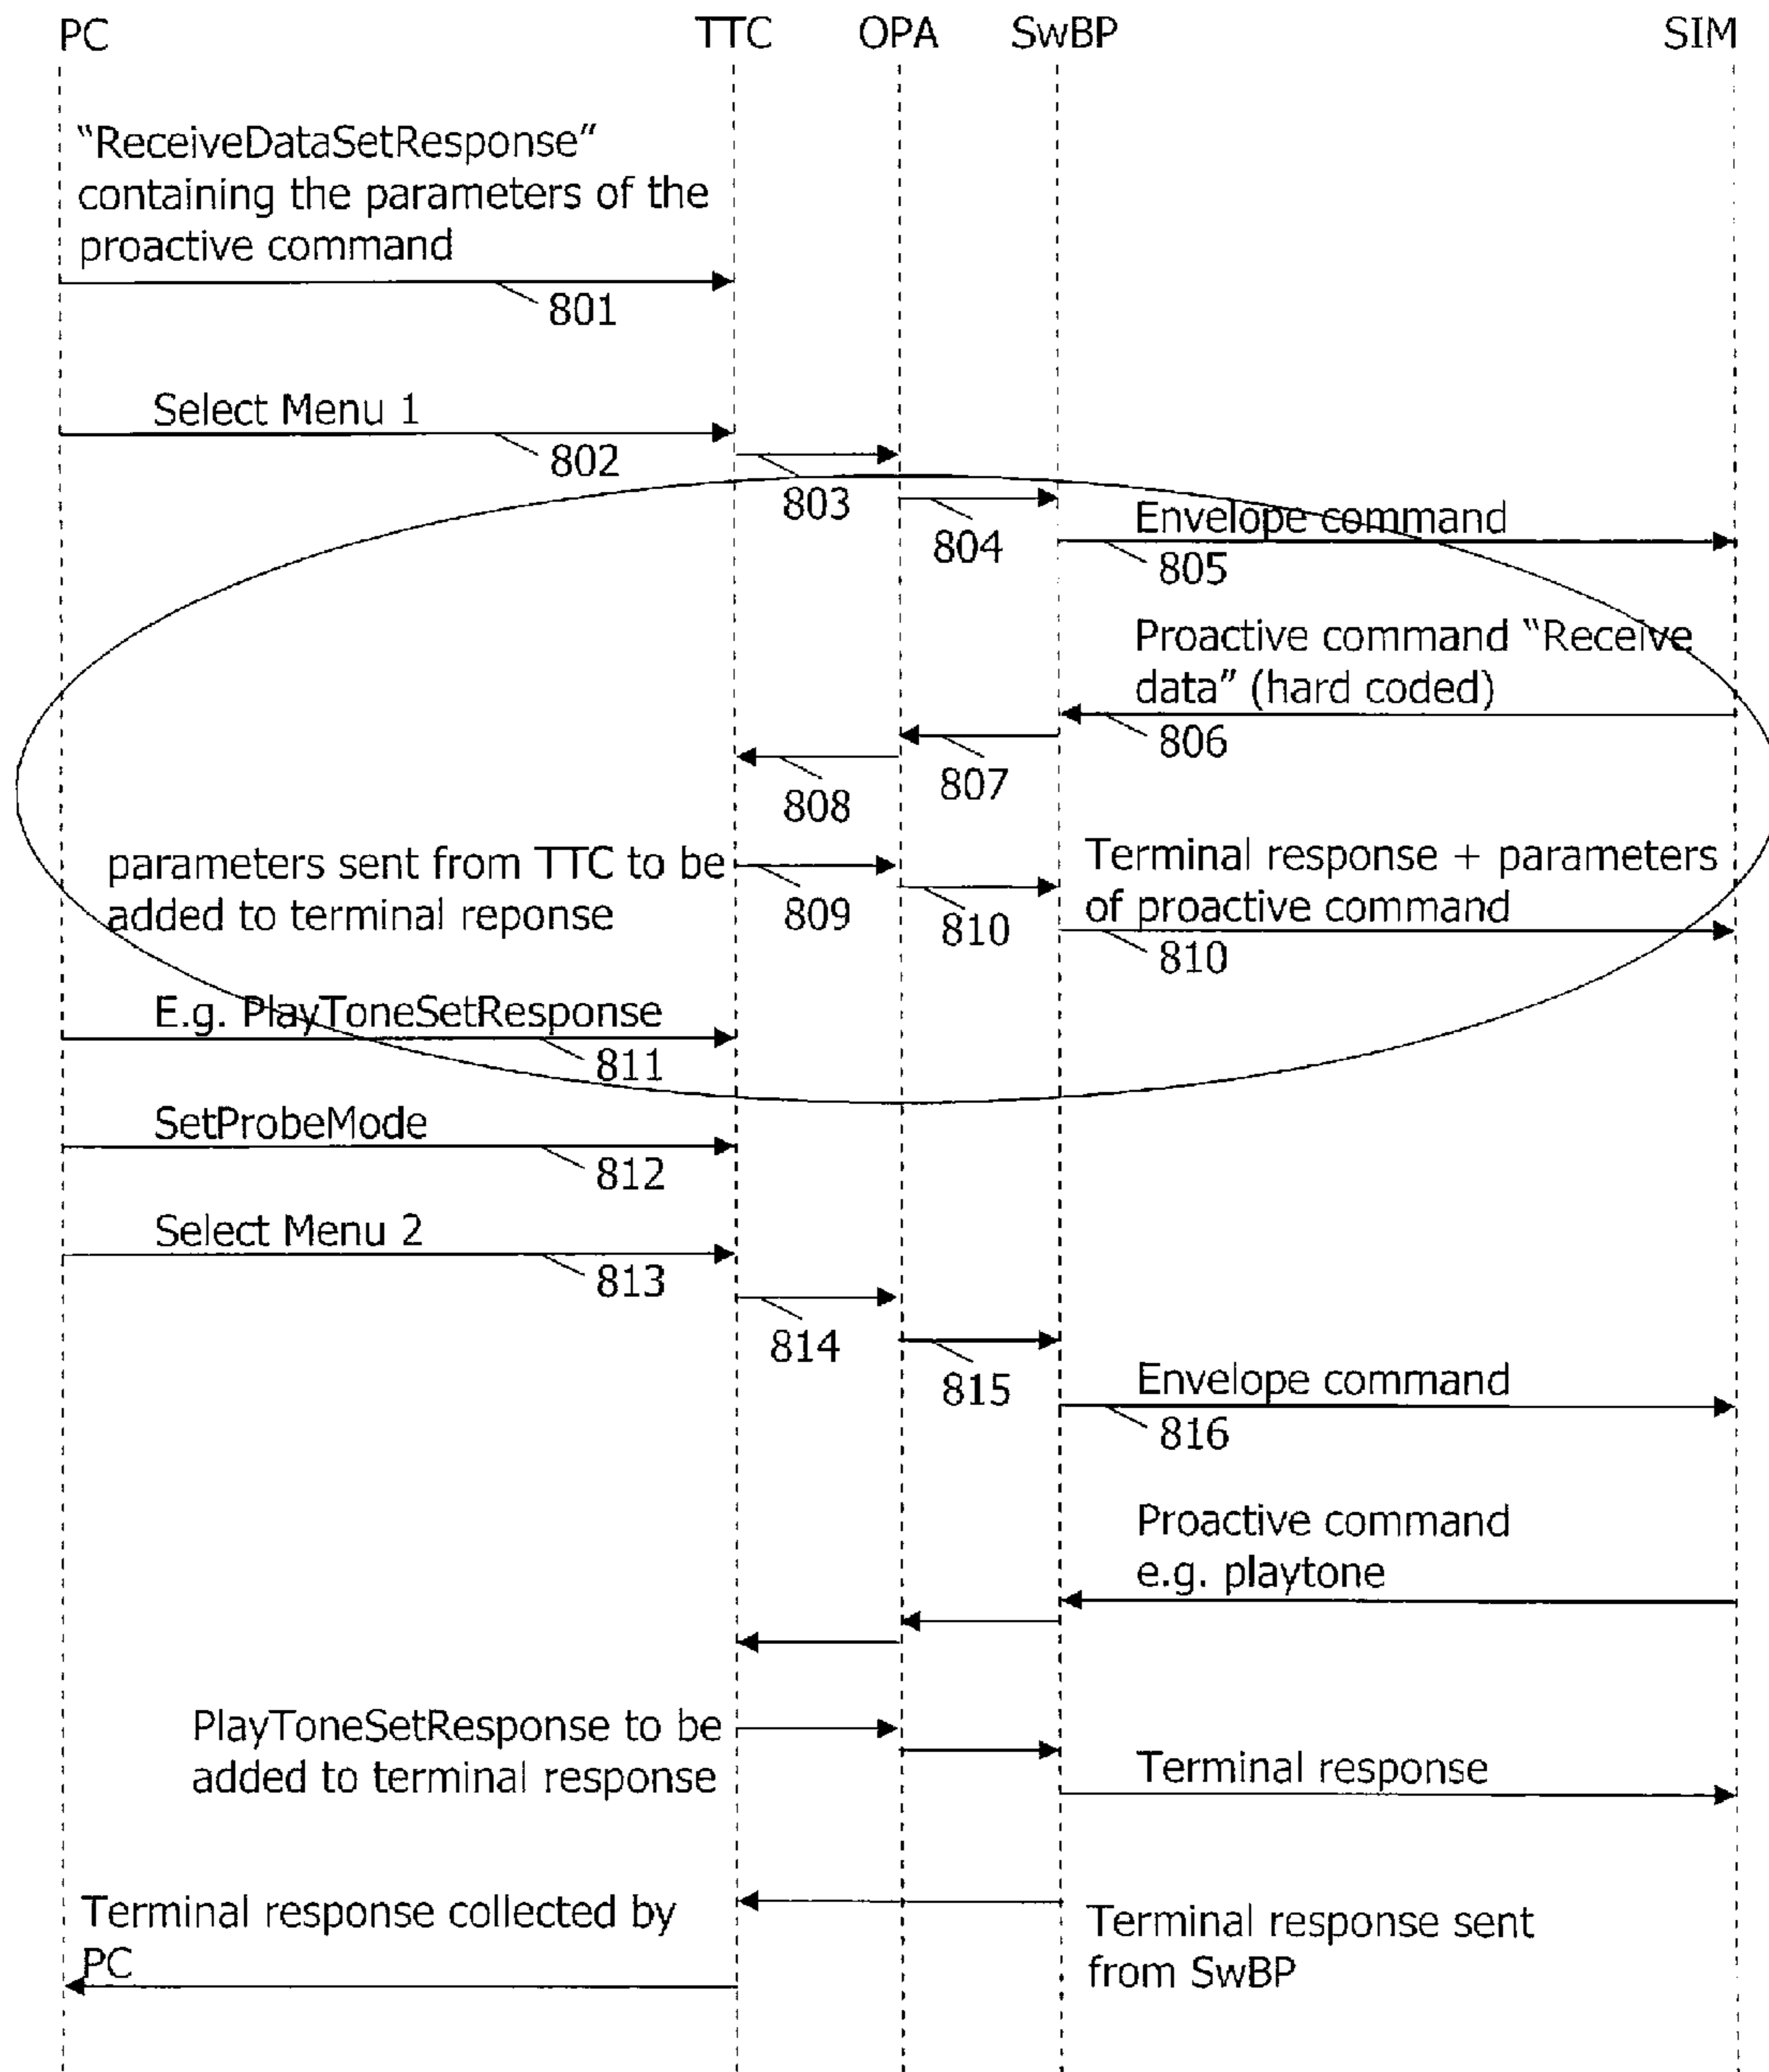 PC TTC OPA SwBP SIM
“ReceiveDataSetResponse”
containing the parameters of the
proactive command
801
Select Menu 1
802
803
804
Envelope command
805
Proactive command “Receive
data” (hard coded)
806
807
808
parameters sent from TTC to be
added to terminal reponse
809
810
Terminal response + parameters
of proactive command
810
E.g. PlayToneSetResponse
811
SetProbeMode
812
Select Menu 2
813
814
815
Envelope command
816
Proactive command
e.g. playtone
PlayToneSetResponse to be
added to terminal response
Terminal response
Terminal response collected by
PC
Terminal response sent
from SwBP